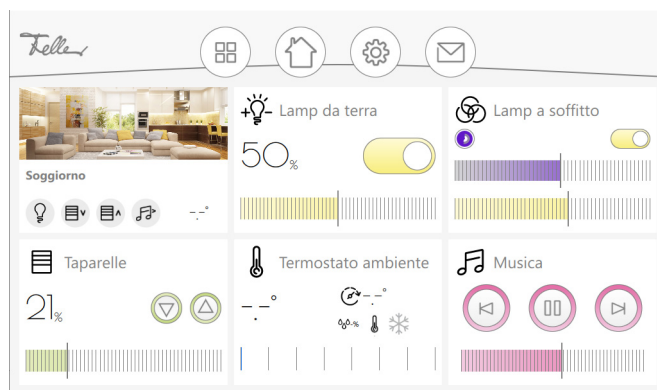 Feller
Lamp da terra
Lamp a soffitto
50%
Soggiorno
--.-°
Taparelle
Termostato ambiente
Musica
21%
--.-°
--.-°
--%